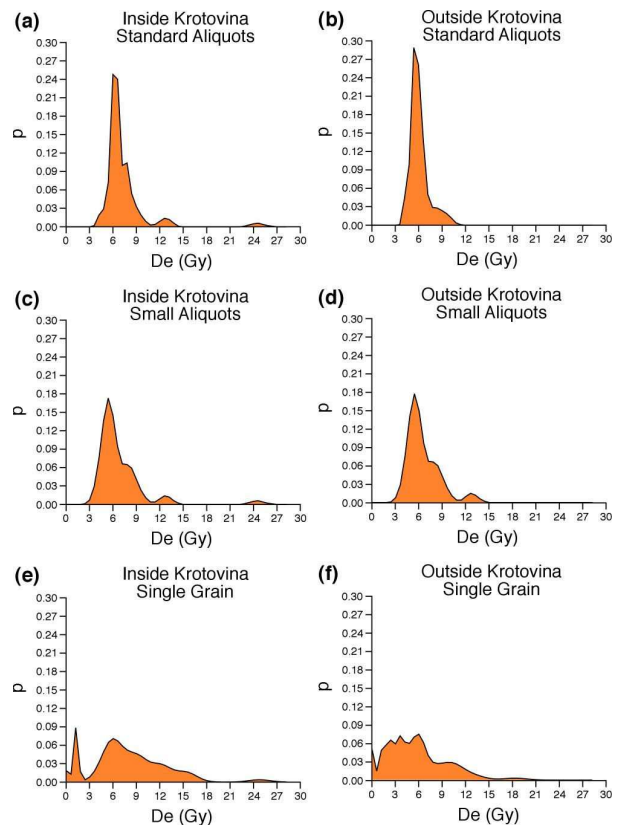 (a) Inside Krotovina
Standard Aliquots
0.30
0.27
0.24
0.21
0.18
0.15
0.12
0.09
0.06
0.03
0.00
p
0 3 6 9 12 15 18 21 24 27 30
De (Gy)
(b) Outside Krotovina
Standard Aliquots
0.30
0.27
0.24
0.21
0.18
0.15
0.12
0.09
0.06
0.03
0.00
p
0 3 6 9 12 15 18 21 24 27 30
De (Gy)
(c) Inside Krotovina
Small Aliquots
0.30
0.27
0.24
0.21
0.18
0.15
0.12
0.09
0.06
0.03
0.00
p
0 3 6 9 12 15 18 21 24 27 30
De (Gy)
(d) Outside Krotovina
Small Aliquots
0.30
0.27
0.24
0.21
0.18
0.15
0.12
0.09
0.06
0.03
0.00
p
0 3 6 9 12 15 18 21 24 27 30
De (Gy)
(e) Inside Krotovina
Single Grain
0.30
0.27
0.24
0.21
0.18
0.15
0.12
0.09
0.06
0.03
0.00
p
0 3 6 9 12 15 18 21 24 27 30
De (Gy)
(f) Outside Krotovina
Single Grain
0.30
0.27
0.24
0.21
0.18
0.15
0.12
0.09
0.06
0.03
0.00
p
0 3 6 9 12 15 18 21 24 27 30
De (Gy)